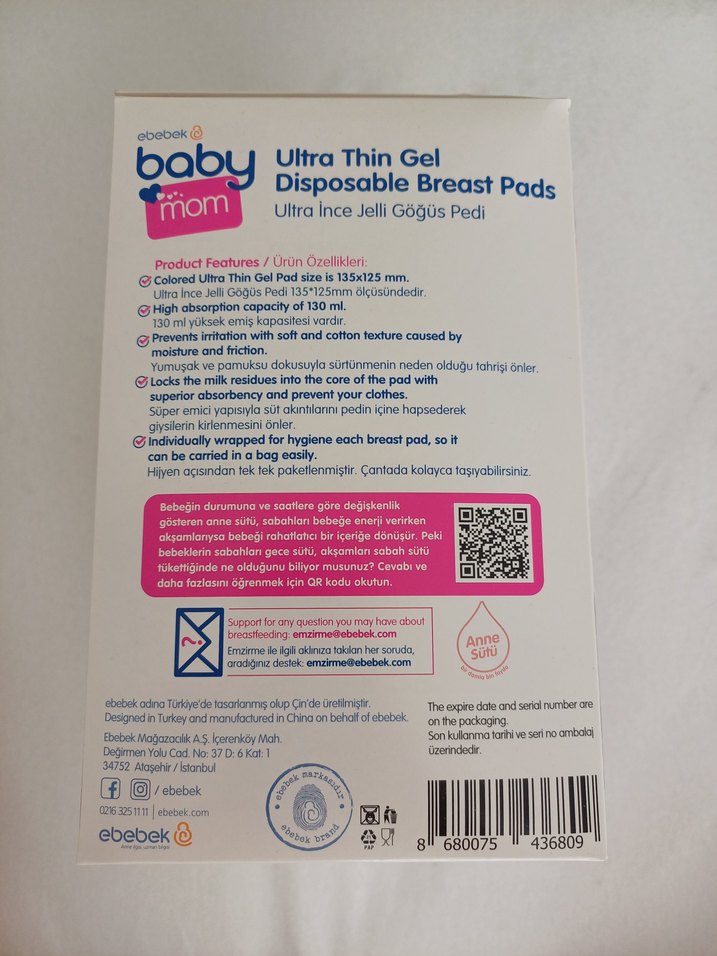 ebebek
baby
mom
Ultra Thin Gel
Disposable Breast Pads
Ultra İnce Jelli Göğüs Pedi
Product Features / Ürün Özellikleri:
Colored Ultra Thin Gel Pad size is 135x125 mm.
Ultra İnce Jelli Göğüs Pedi 135*125mm ölçüsündedir.
High absorption capacity of 130 ml.
130 ml yüksek emiş kapasitesi vardır.
Prevents irritation with soft and cotton texture caused by
moisture and friction.
Yumuşak ve pamuksu dokusuyla sürtünmenin neden olduğu tahrişi önler.
Locks the milk residues into the core of the pad with
superior absorbency and prevent your clothes.
Süper emici yapısıyla süt akıntılarını pedin içine hapsederek
giysilerin kirlenmesini önler.
Individually wrapped for hygiene each breast pad, so it
can be carried in a bag easily.
Hijyen açısından tek tek paketlenmiştir. Çantada kolayca taşıyabilirsiniz.
Bebeğin durumuna ve saatlere göre değişkenlik
gösteren anne sütü, sabahları bebeğe enerji verirken
akşamlarıysa bebeği rahatlatıcı bir içeriğe dönüşür. Peki
bebeklerin sabahları gece sütü, akşamları sabah sütü
tükettiğinde ne olduğunu biliyor musunuz? Cevabı ve
daha fazlasını öğrenmek için QR kodu okutun.
Support for any question you may have about
breastfeeding: emzirme@ebebek.com
Emzirme ile ilgili aklınıza takılan her soruda,
aradığınız destek: emzirme@ebebek.com
Anne
Sütü
bir damla bin fayda
ebebek adına Türkiye'de tasarlanmış olup Çin'de üretilmiştir.
Designed in Turkey and manufactured in China on behalf of ebebek.
Ebebek Mağazacılık A.Ş. İçerenköy Mah.
Değirmen Yolu Cad. No: 37 D: 6 Kat: 1
34752 Ataşehir / İstanbul
/ ebebek
0216 325 11 11 | ebebek.com
ebebek
Anne ilgisi, uzman bilgisi
ebebek markasıdır
ebebek brand
PAP
The expire date and serial number are
on the packaging.
Son kullanma tarihi ve seri no ambalaj
üzerindedir.
8 680075 436809